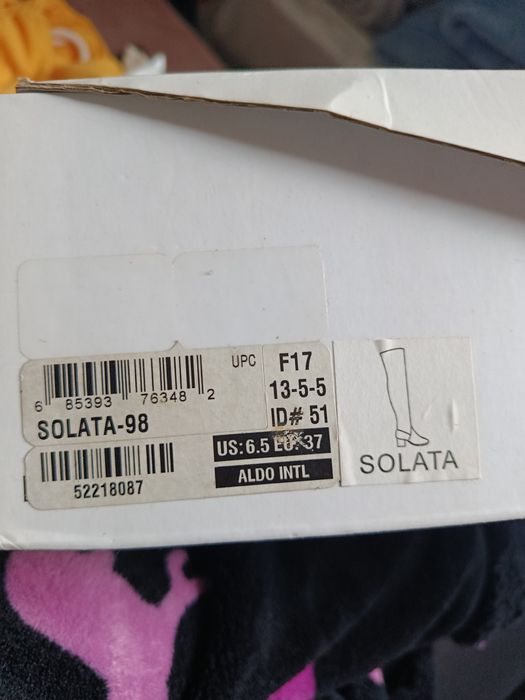 UPC
6 85393 76348 2
SOLATA-98
F17
13-5-5
ID# 51
US: 6.5 EU: 37
ALDO INTL
52218087
SOLATA